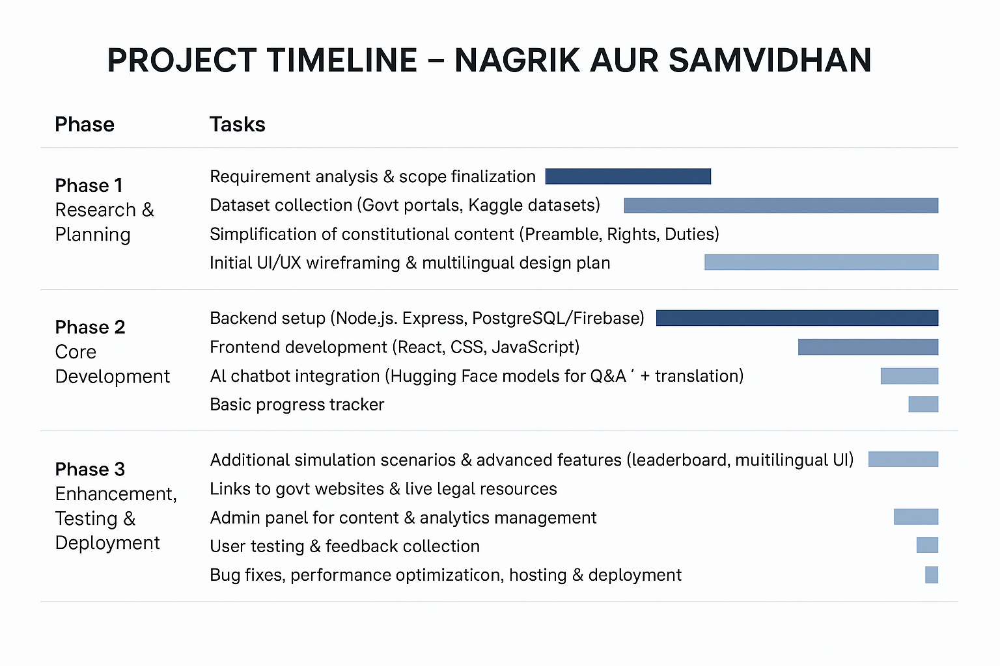 PROJECT TIMELINE – NAGRIK AUR SAMVIDHAN
Phase
Tasks
Phase 1
Research &
Planning
Requirement analysis & scope finalization
Dataset collection (Govt portals, Kaggle datasets)
Simplification of constitutional content (Preamble, Rights, Duties)
Initial UI/UX wireframing & multilingual design plan
Phase 2
Core
Development
Backend setup (Node.js. Express, PostgreSQL/Firebase)
Frontend development (React, CSS, JavaScript)
AI chatbot integration (Hugging Face models for Q&A ´ + translation)
Basic progress tracker
Phase 3
Enhancement,
Testing &
Deployment
Additional simulation scenarios & advanced features (leaderboard, muitilingual UI)
Links to govt websites & live legal resources
Admin panel for content & analytics management
User testing & feedback collection
Bug fixes, performance optimizaticon, hosting & deployment